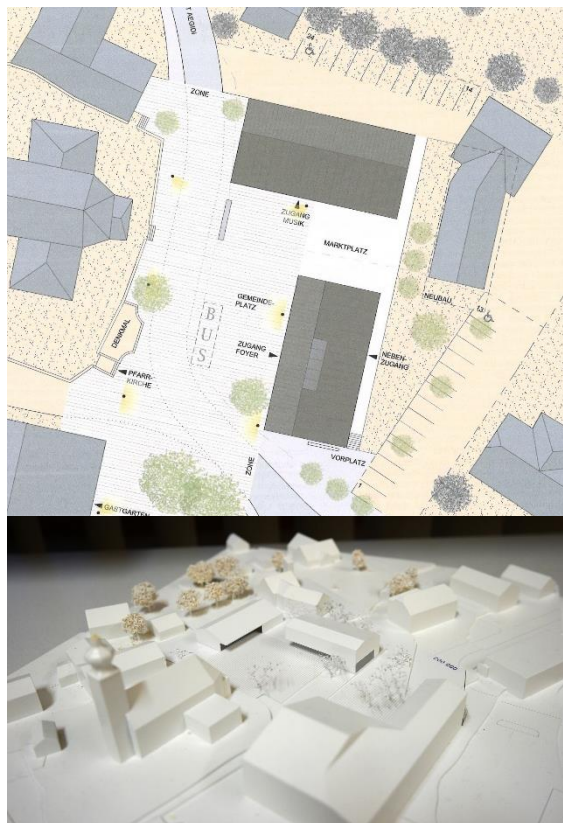 T AEGIDI
ZONE
24
14
ZUGANG
MUSIK
MARKTPLATZ
GEMEINDE-
PLATZ
NEUBAU
13
DENKMAL
BUS
ZUGANG
FOYER
NEBEN-
ZUGANG
PFARR-
KIRCHE
ZONE
VORPLATZ
GASTGARTEN